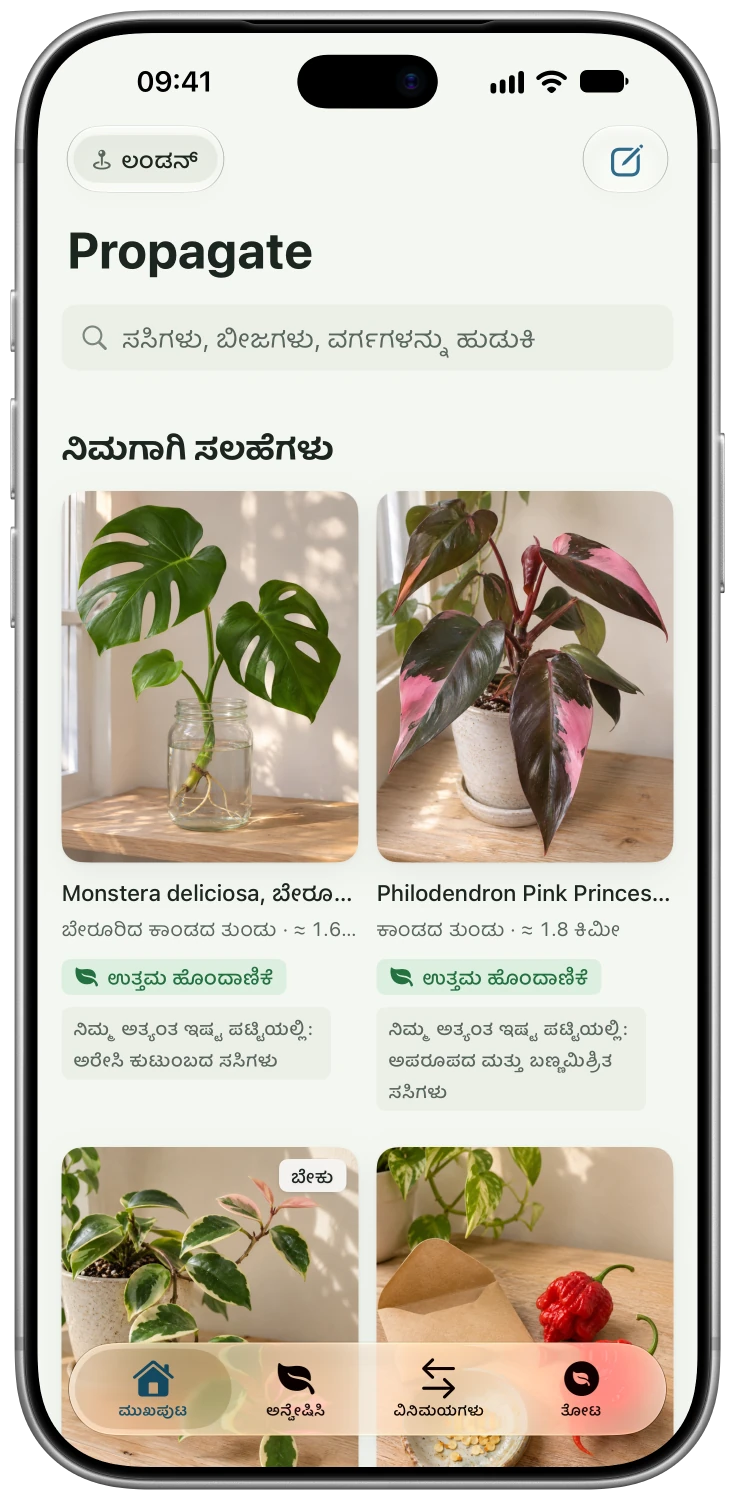 09:41
ಲಂಡನ್
Propagate
ಸಸಿಗಳು, ಬೀಜಗಳು, ವರ್ಗಗಳನ್ನು ಹುಡುಕಿ
ನಿಮಗಾಗಿ ಸಲಹೆಗಳು
Monstera deliciosa, ಬೇರೂ...
ಬೇರೂರಿದ ಕಾಂಡದ ತುಂಡು · ≈ 1.6...
ಉತ್ತಮ ಹೊಂದಾಣಿಕೆ
ನಿಮ್ಮ ಅತ್ಯಂತ ಇಷ್ಟ ಪಟ್ಟಿಯಲ್ಲಿ:
ಅರೇಸಿ ಕುಟುಂಬದ ಸಸಿಗಳು
Philodendron Pink Princes...
ಕಾಂಡದ ತುಂಡು · ≈ 1.8 ಕಿಮೀ
ಉತ್ತಮ ಹೊಂದಾಣಿಕೆ
ನಿಮ್ಮ ಅತ್ಯಂತ ಇಷ್ಟ ಪಟ್ಟಿಯಲ್ಲಿ:
ಅಪರೂಪದ ಮತ್ತು ಬಣ್ಣಮಿಶ್ರಿತ
ಸಸಿಗಳು
ಬೇಕು
ಮುಖಪುಟ
ಅನ್ವೇಷಿಸಿ
ವಿನಿಮಯಗಳು
ತೋಟ